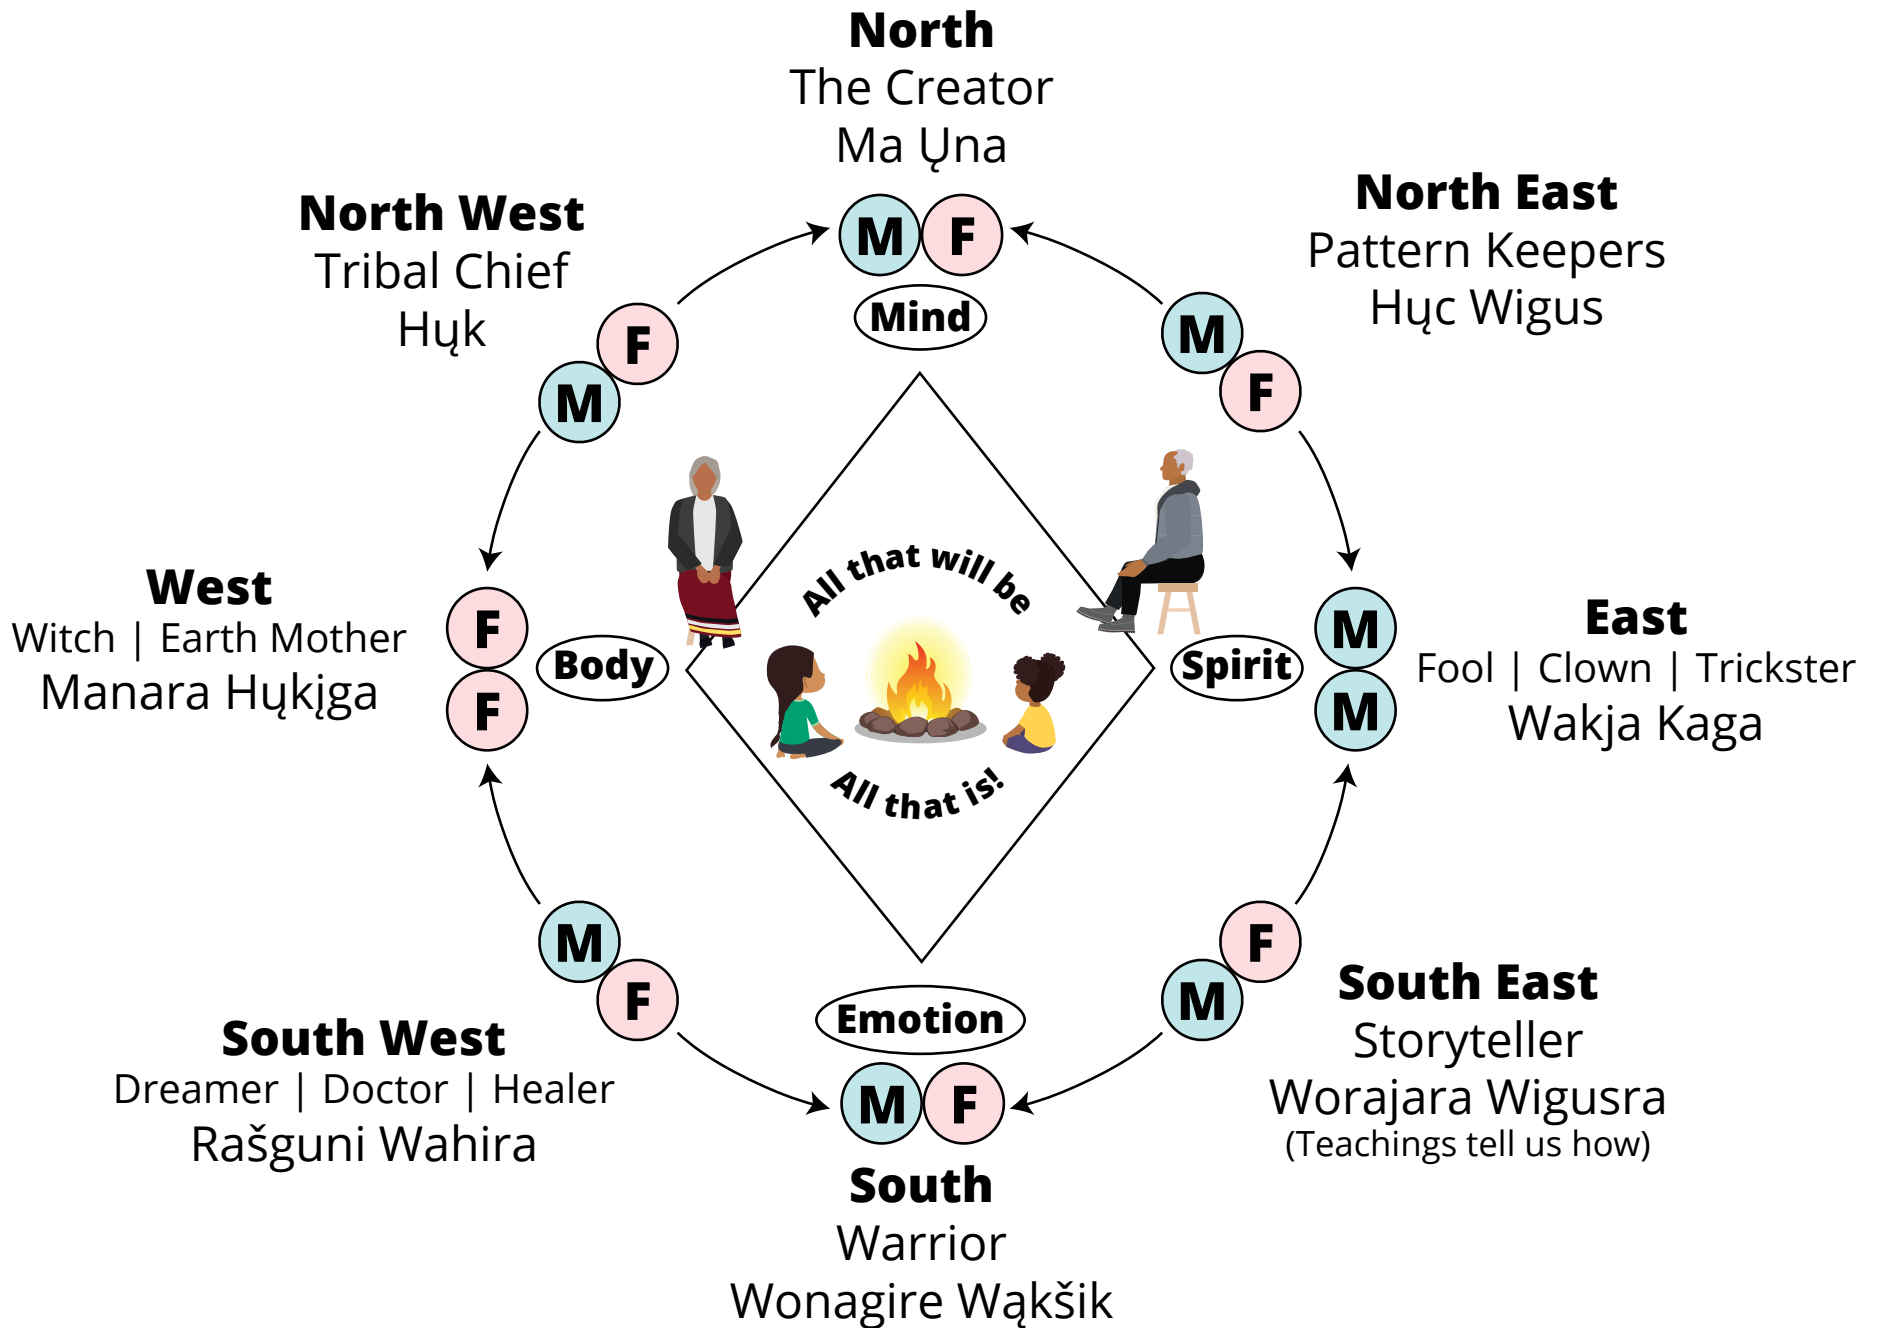 North
The Creator
Ma Ųna
M F
Mind
North East
Pattern Keepers
Hųc Wigus
M
F
East
Fool | Clown | Trickster
Wakja Kaga
M
M
Spirit
South East
Storyteller
Worajara Wigusra
(Teachings tell us how)
F
M
Emotion
M F
South
Warrior
Wonagire Wąkšik
South West
Dreamer | Doctor | Healer
Rašguni Wahira
M
F
West
Witch | Earth Mother
Manara Hųkįga
F
F
Body
North West
Tribal Chief
Hųk
F
M
All that will be
All that is!